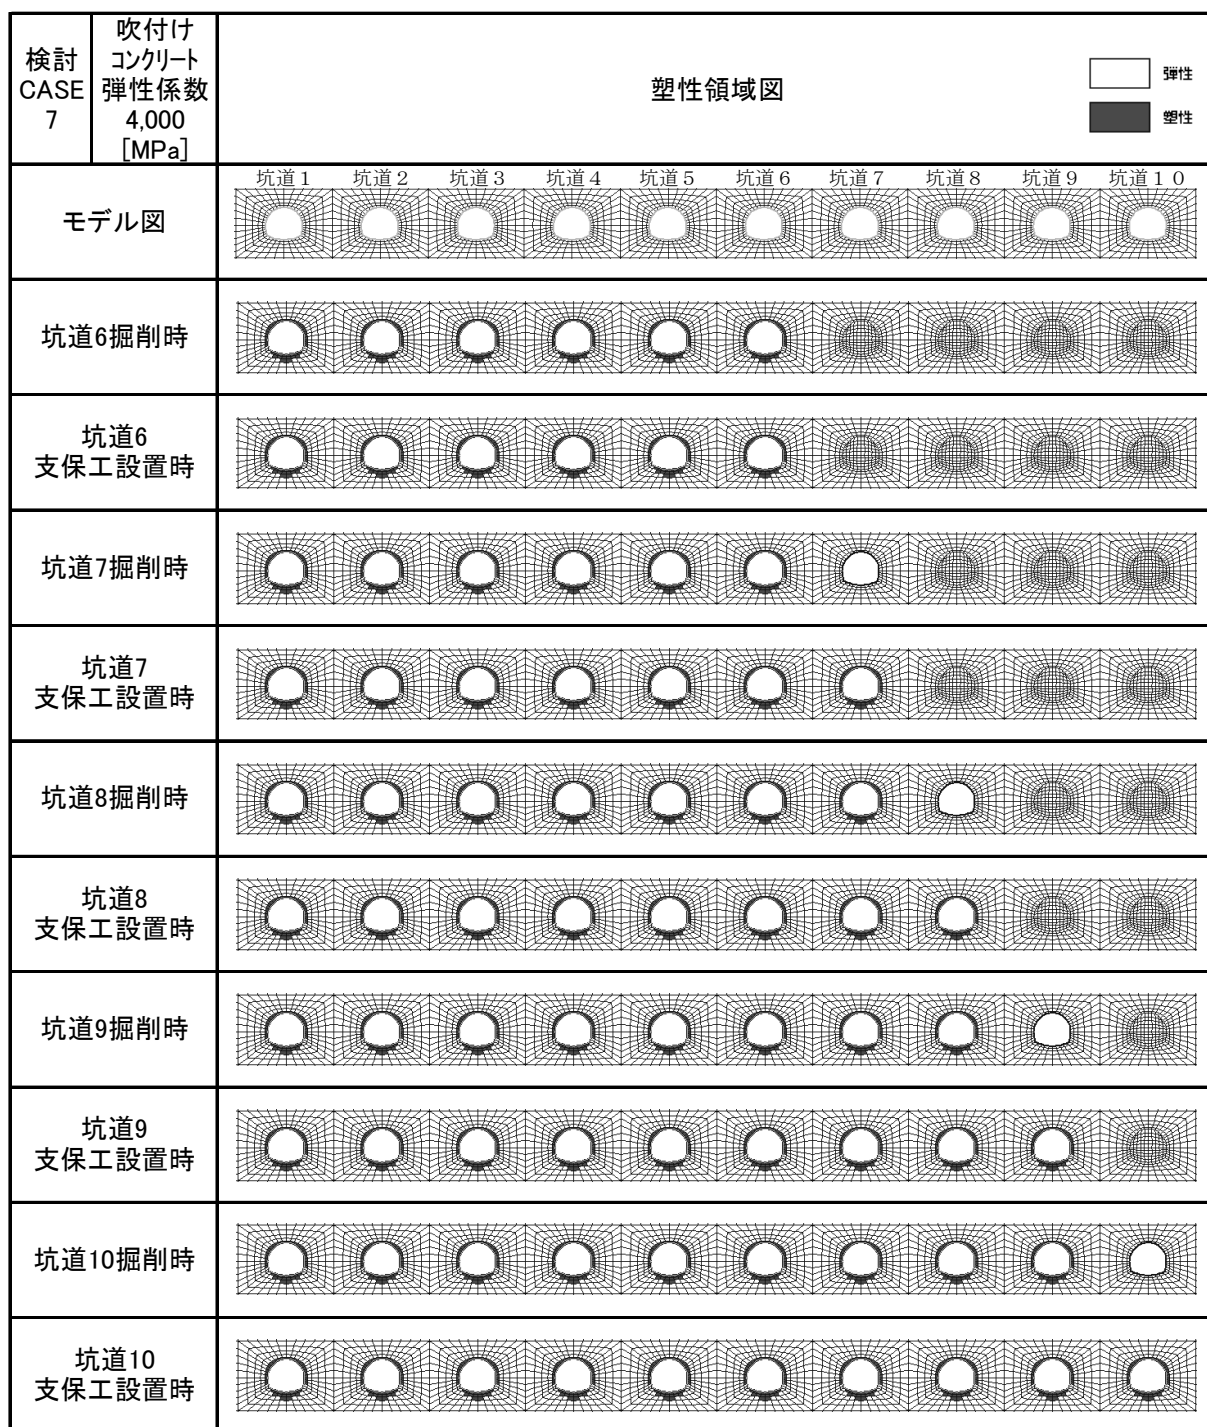 検討
CASE
7
吹付け
コンクリート
弾性係数
4,000
[MPa]
塑性領域図
弾性
塑性
モデル図
坑道１ 坑道２ 坑道３ 坑道４ 坑道５ 坑道６ 坑道７ 坑道８ 坑道９ 坑道１０
坑道6掘削時
坑道6
支保工設置時
坑道7掘削時
坑道7
支保工設置時
坑道8掘削時
坑道8
支保工設置時
坑道9掘削時
坑道9
支保工設置時
坑道10掘削時
坑道10
支保工設置時